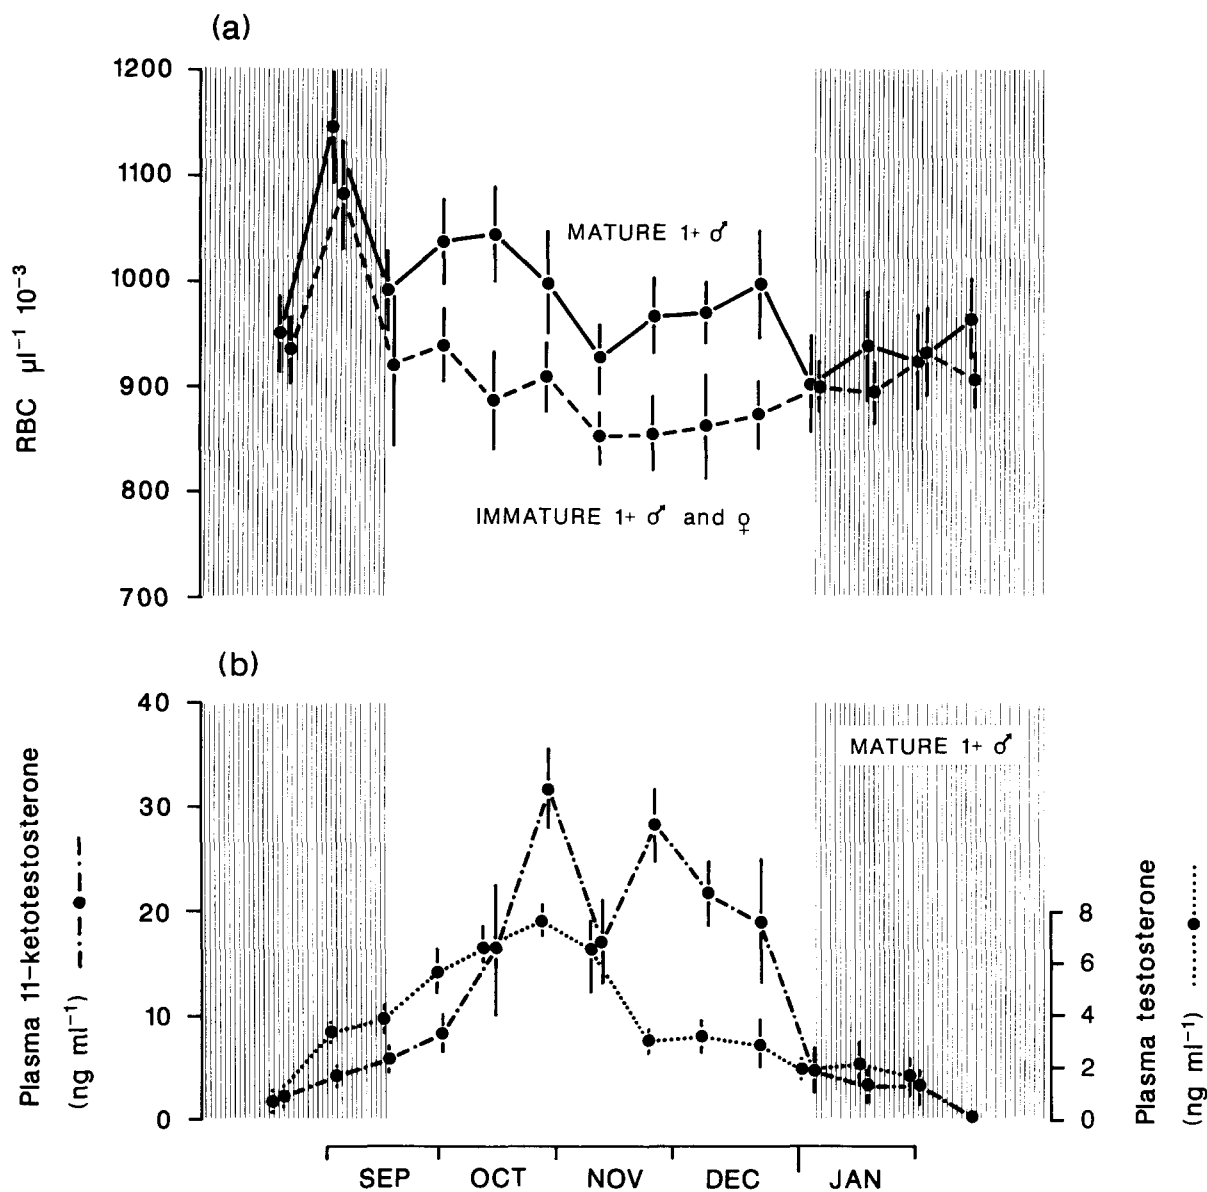 (a)
1200
1100
1000
900
800
700
RBC µl⁻¹ 10⁻³
MATURE 1+ ♂
IMMATURE 1+ ♂ and ♀
(b)
40
30
20
10
0
Plasma 11-ketotestosterone
(ng ml⁻¹)
MATURE 1+ ♂
8
6
4
2
0
Plasma testosterone
(ng ml⁻¹)
SEP OCT NOV DEC JAN